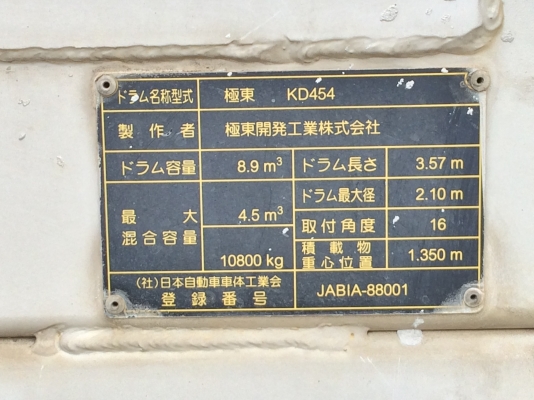 ドラム名称型式 極東 KD454
製作者 極東開発工業株式会社
ドラム容量 8.9 m³ ドラム長さ 3.57 m
ドラム最大径 2.10 m
最大混合容量 4.5 m³ 取付角度 16
10800 kg 積載物重心位置 1.350 m
(社)日本自動車車体工業会
登録番号 JABIA-88001